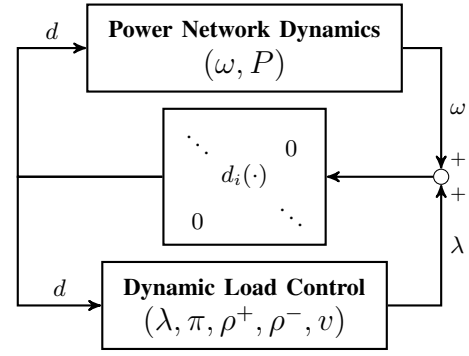 d
Power Network Dynamics
(ω, P)
ω
⋱ 0
d_i(·)
0 ⋱
+
+
λ
d
Dynamic Load Control
(λ, π, ρ⁺, ρ⁻, v)